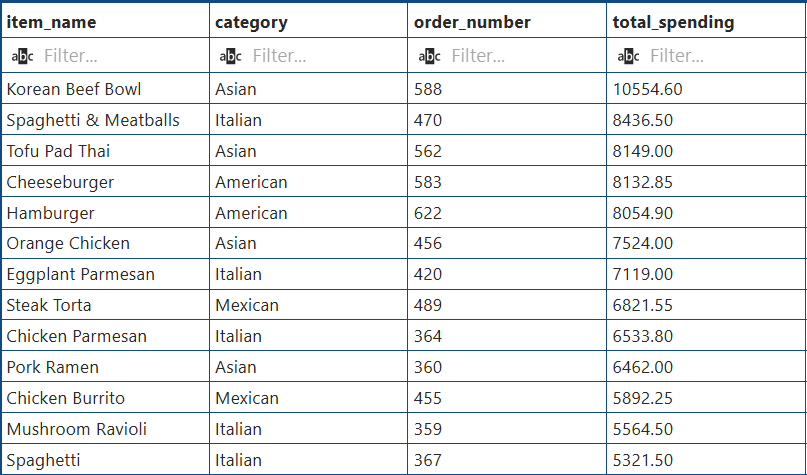 item_name category order_number total_spending
abc Filter... abc Filter... abc Filter... abc Filter...
Korean Beef Bowl Asian 588 10554.60
Spaghetti & Meatballs Italian 470 8436.50
Tofu Pad Thai Asian 562 8149.00
Cheeseburger American 583 8132.85
Hamburger American 622 8054.90
Orange Chicken Asian 456 7524.00
Eggplant Parmesan Italian 420 7119.00
Steak Torta Mexican 489 6821.55
Chicken Parmesan Italian 364 6533.80
Pork Ramen Asian 360 6462.00
Chicken Burrito Mexican 455 5892.25
Mushroom Ravioli Italian 359 5564.50
Spaghetti Italian 367 5321.50